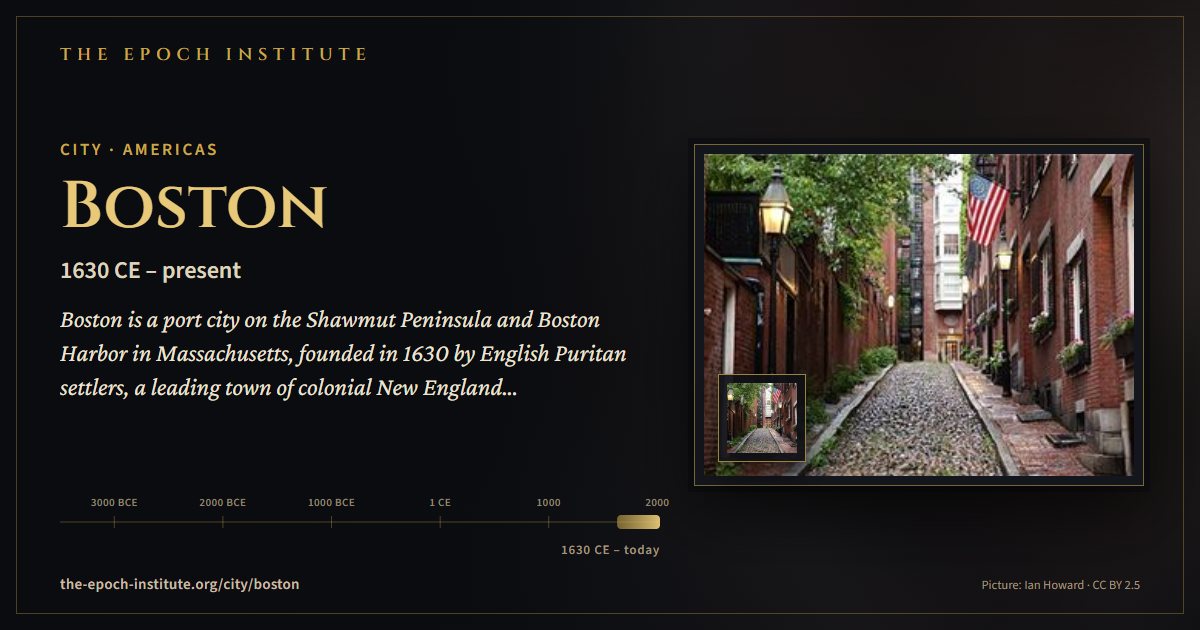 THE EPOCH INSTITUTE
CITY · AMERICAS
BOSTON
1630 CE – present
Boston is a port city on the Shawmut Peninsula and Boston
Harbor in Massachusetts, founded in 1630 by English Puritan
settlers, a leading town of colonial New England...
3000 BCE 2000 BCE 1000 BCE 1 CE 1000 2000
1630 CE – today
the-epoch-institute.org/city/boston
Picture: Ian Howard · CC BY 2.5